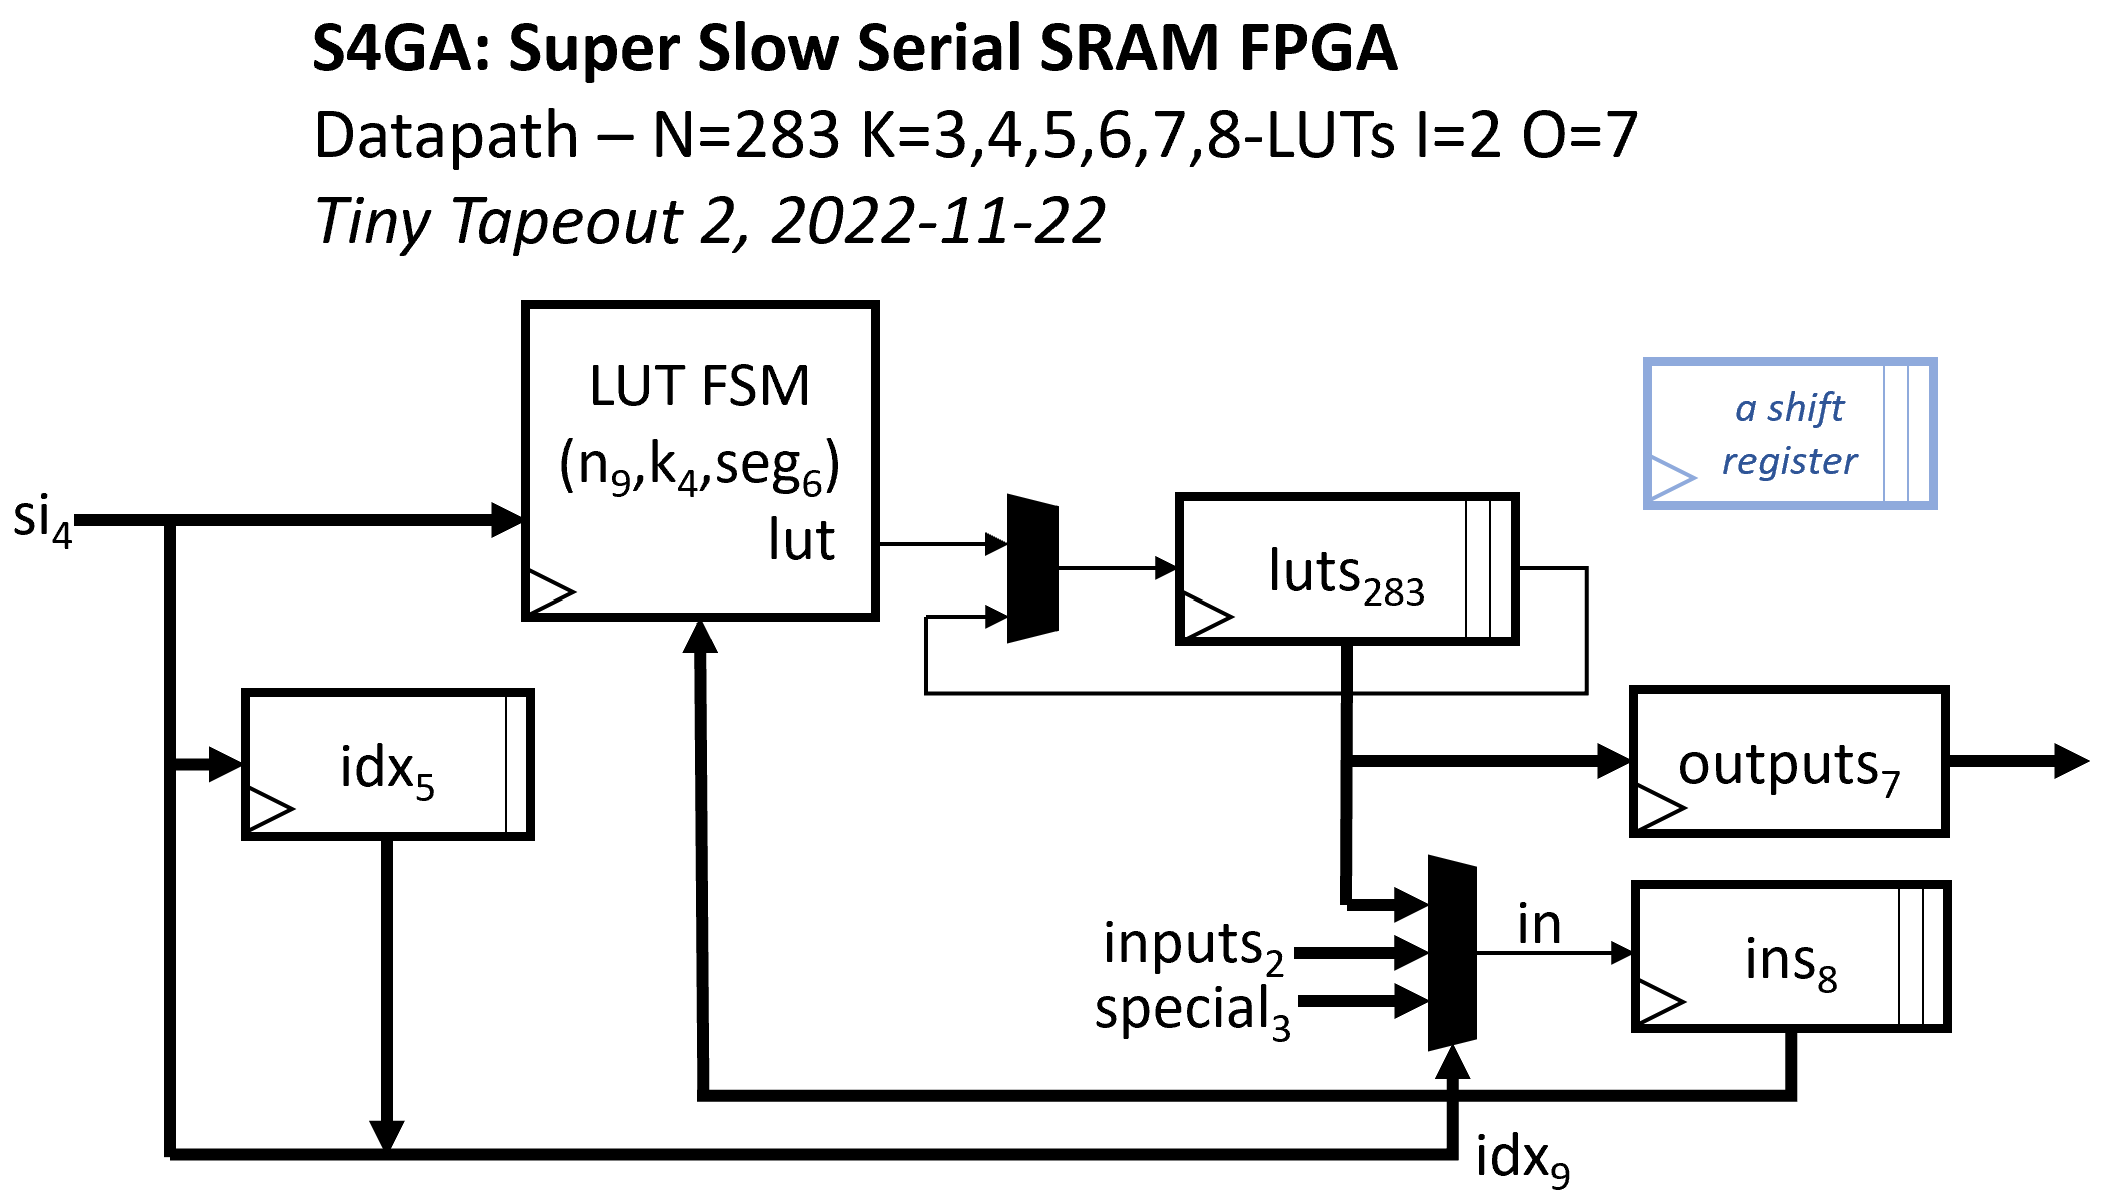 S4GA: Super Slow Serial SRAM FPGA
Datapath – N=283 K=3,4,5,6,7,8-LUTs I=2 O=7
Tiny Tapeout 2, 2022-11-22
LUT FSM
(n₉,k₄,seg₆)
lut
a shift
register
si₄
luts₂₈₃
idx₅
outputs₇
inputs₂
special₃
in
ins₈
idx₉